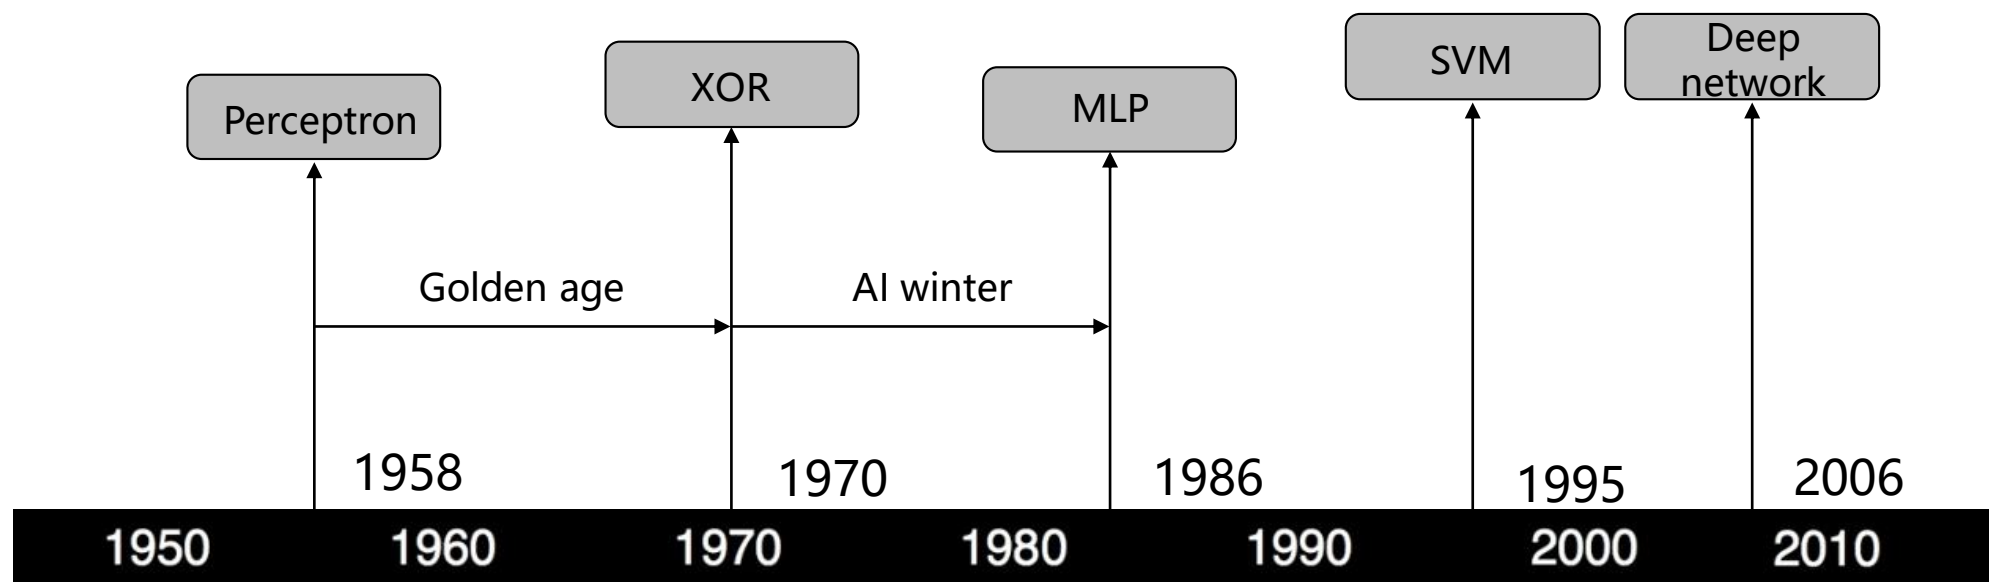 Perceptron
XOR
MLP
SVM
Deep
network
Golden age
AI winter
1958
1970
1986
1995
2006
1950
1960
1970
1980
1990
2000
2010